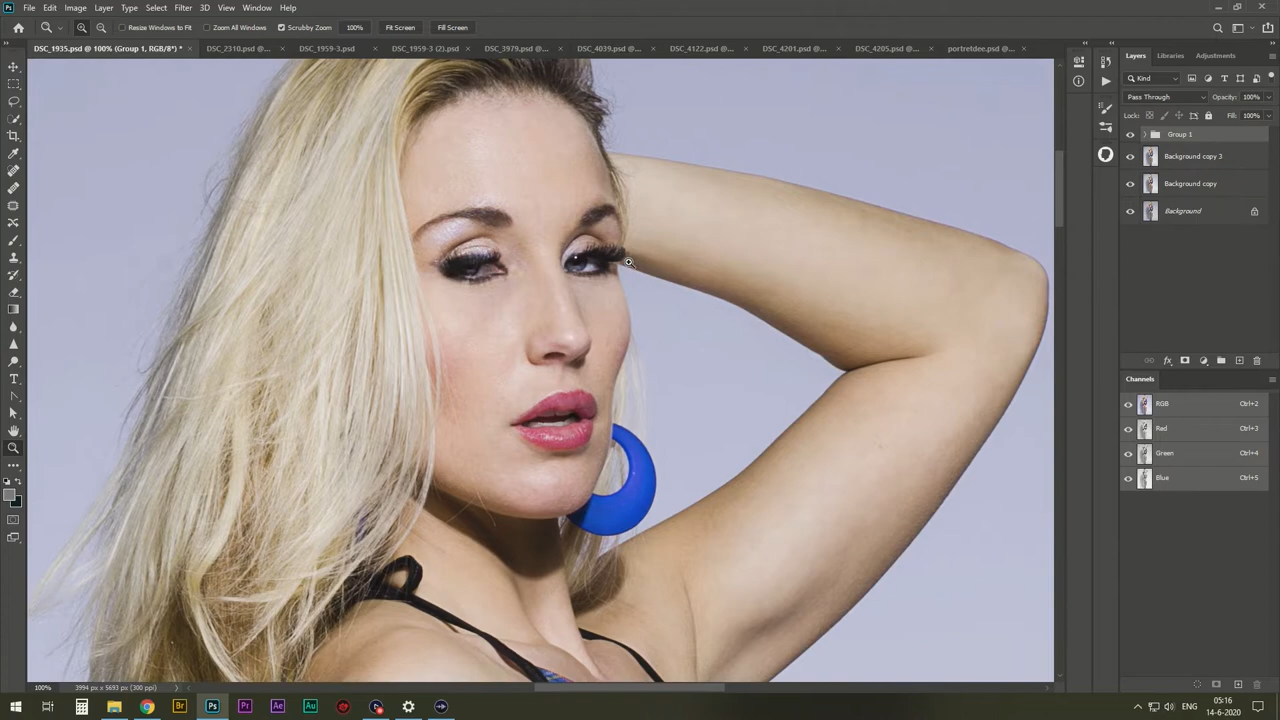 File Edit Image Layer Type Select Filter 3D View Window Help
Resize Windows to Fit Zoom All Windows Scrubby Zoom 100% Fit Screen Fill Screen
DSC_1935.psd @ 100% (Group 1, RGB/8*) * DSC_2310.psd @... DSC_1959-3.psd DSC_1959-3 (2).psd DSC_3979.psd @... DSC_4039.psd @... DSC_4122.psd @... DSC_4201.psd @... DSC_4205.psd @... portretdee.psd @...
Layers Libraries Adjustments
Kind
Pass Through Opacity: 100%
Lock: Fill: 100%
Group 1
Background copy 3
Background copy
Background
Channels
RGB Ctrl+2
Red Ctrl+3
Green Ctrl+4
Blue Ctrl+5
100% 3994 px x 5693 px (300 ppi)
Br Ps Pr Ae Au
ENG 05:16
14-6-2020